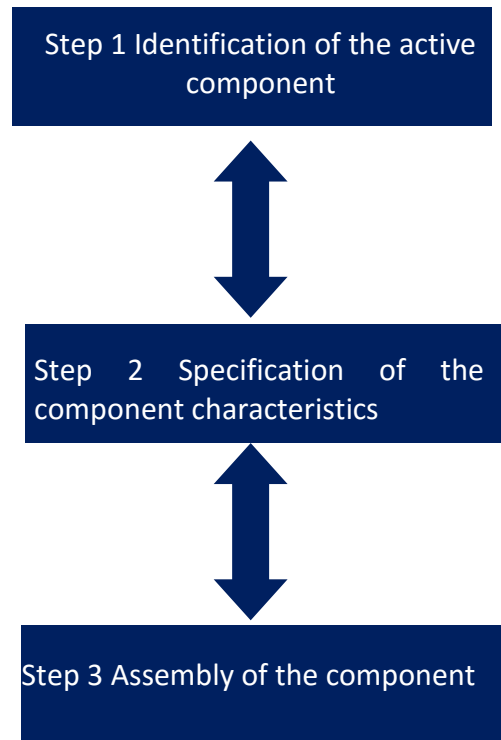 Step 1 Identification of the active
component
Step 2 Specification of the
component characteristics
Step 3 Assembly of the component